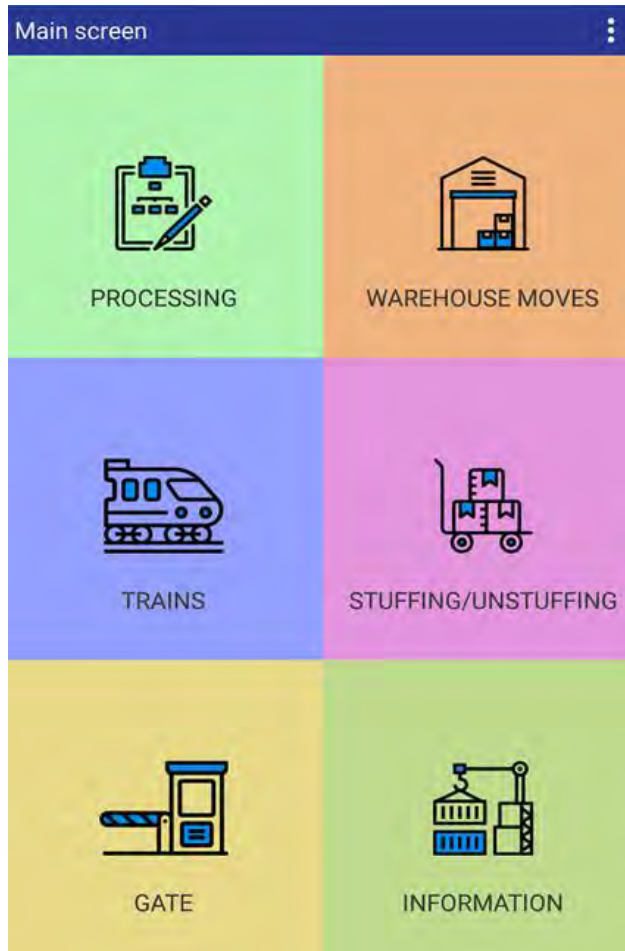 Main screen
PROCESSING
WAREHOUSE MOVES
TRAINS
STUFFING/UNSTUFFING
GATE
INFORMATION